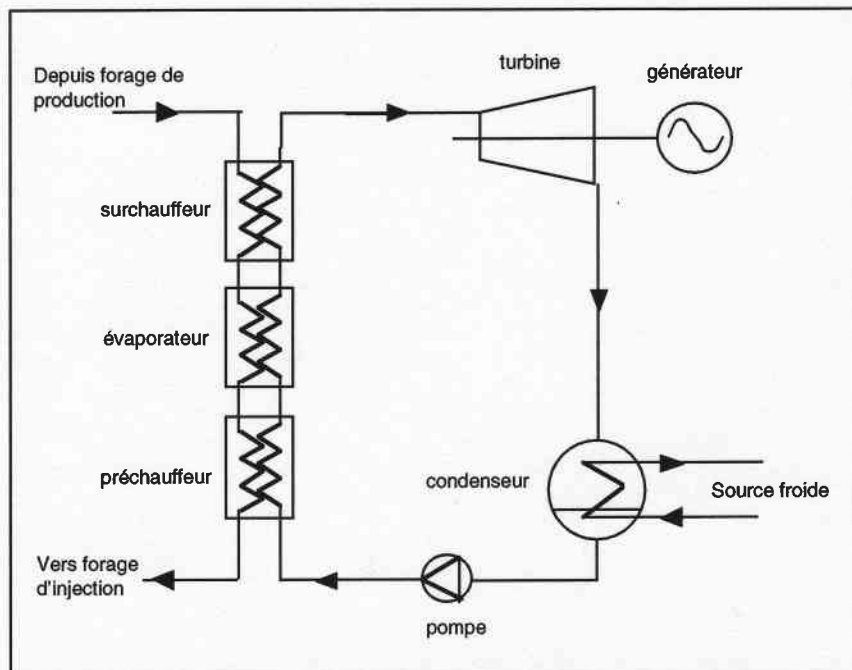 Depuis forage de
production
turbine
générateur
surchauffeur
évaporateur
préchauffeur
condenseur
Source froide
Vers forage
d'injection
pompe